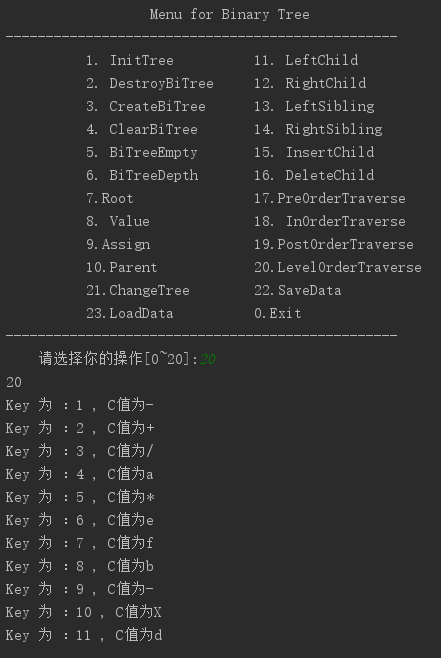 Menu for Binary Tree
-------------------------------------------------
1. InitTree 11. LeftChild
2. DestroyBiTree 12. RightChild
3. CreateBiTree 13. LeftSibling
4. ClearBiTree 14. RightSibling
5. BiTreeEmpty 15. InsertChild
6. BiTreeDepth 16. DeleteChild
7.Root 17.PreOrderTraverse
8. Value 18. InOrderTraverse
9.Assign 19.PostOrderTraverse
10.Parent 20.LevelOrderTraverse
21.ChangeTree 22.SaveData
23.LoadData 0.Exit
-------------------------------------------------
请选择你的操作[0~20]:20
20
Key 为 :1 , C值为-
Key 为 :2 , C值为+
Key 为 :3 , C值为/
Key 为 :4 , C值为a
Key 为 :5 , C值为*
Key 为 :6 , C值为e
Key 为 :7 , C值为f
Key 为 :8 , C值为b
Key 为 :9 , C值为-
Key 为 :10 , C值为X
Key 为 :11 , C值为d